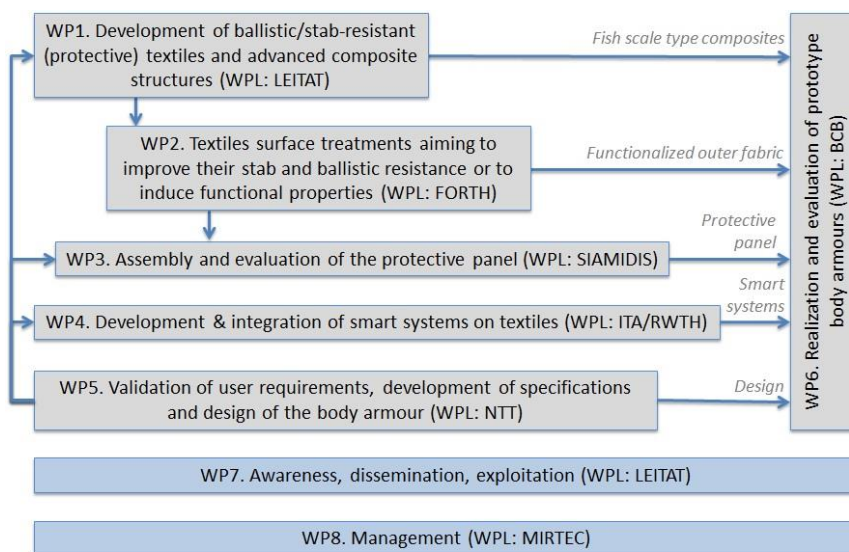 WP1. Development of ballistic/stab-resistant
(protective) textiles and advanced composite
structures (WPL: LEITAT)
Fish scale type composites
WP2. Textiles surface treatments aiming to
improve their stab and ballistic resistance or to
induce functional properties (WPL: FORTH)
Functionalized outer fabric
WP3. Assembly and evaluation of the protective panel (WPL: SIAMIDIS)
Protective
panel
WP4. Development & integration of smart systems on textiles (WPL: ITA/RWTH)
Smart
systems
WP5. Validation of user requirements, development of specifications
and design of the body armour (WPL: NTT)
Design
WP6. Realization and evaluation of prototype
body armours (WPL: BCB)
WP7. Awareness, dissemination, exploitation (WPL: LEITAT)
WP8. Management (WPL: MIRTEC)